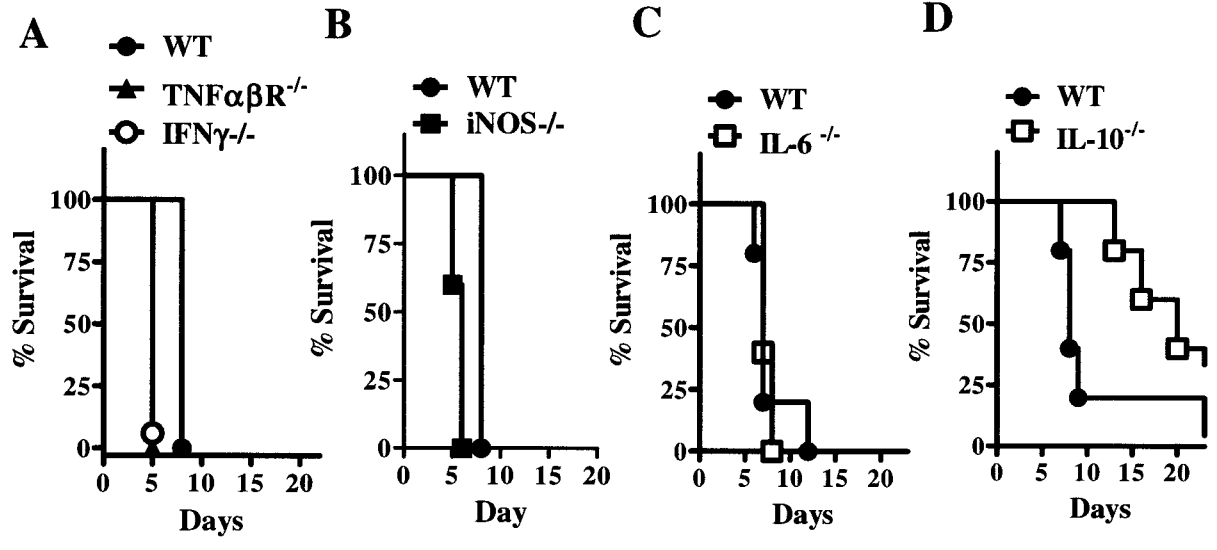 A
WT
TNFαβR-/-
IFNγ-/-
100
75
50
25
0
% Survival
0 5 10 15 20
Days
B
WT
iNOS-/-
100
75
50
25
0
% Survival
0 5 10 15 20
Day
C
WT
IL-6 -/-
100
75
50
25
0
% Survival
0 5 10 15 20
Days
D
WT
IL-10-/-
100
75
50
25
0
% Survival
0 5 10 15 20
Days